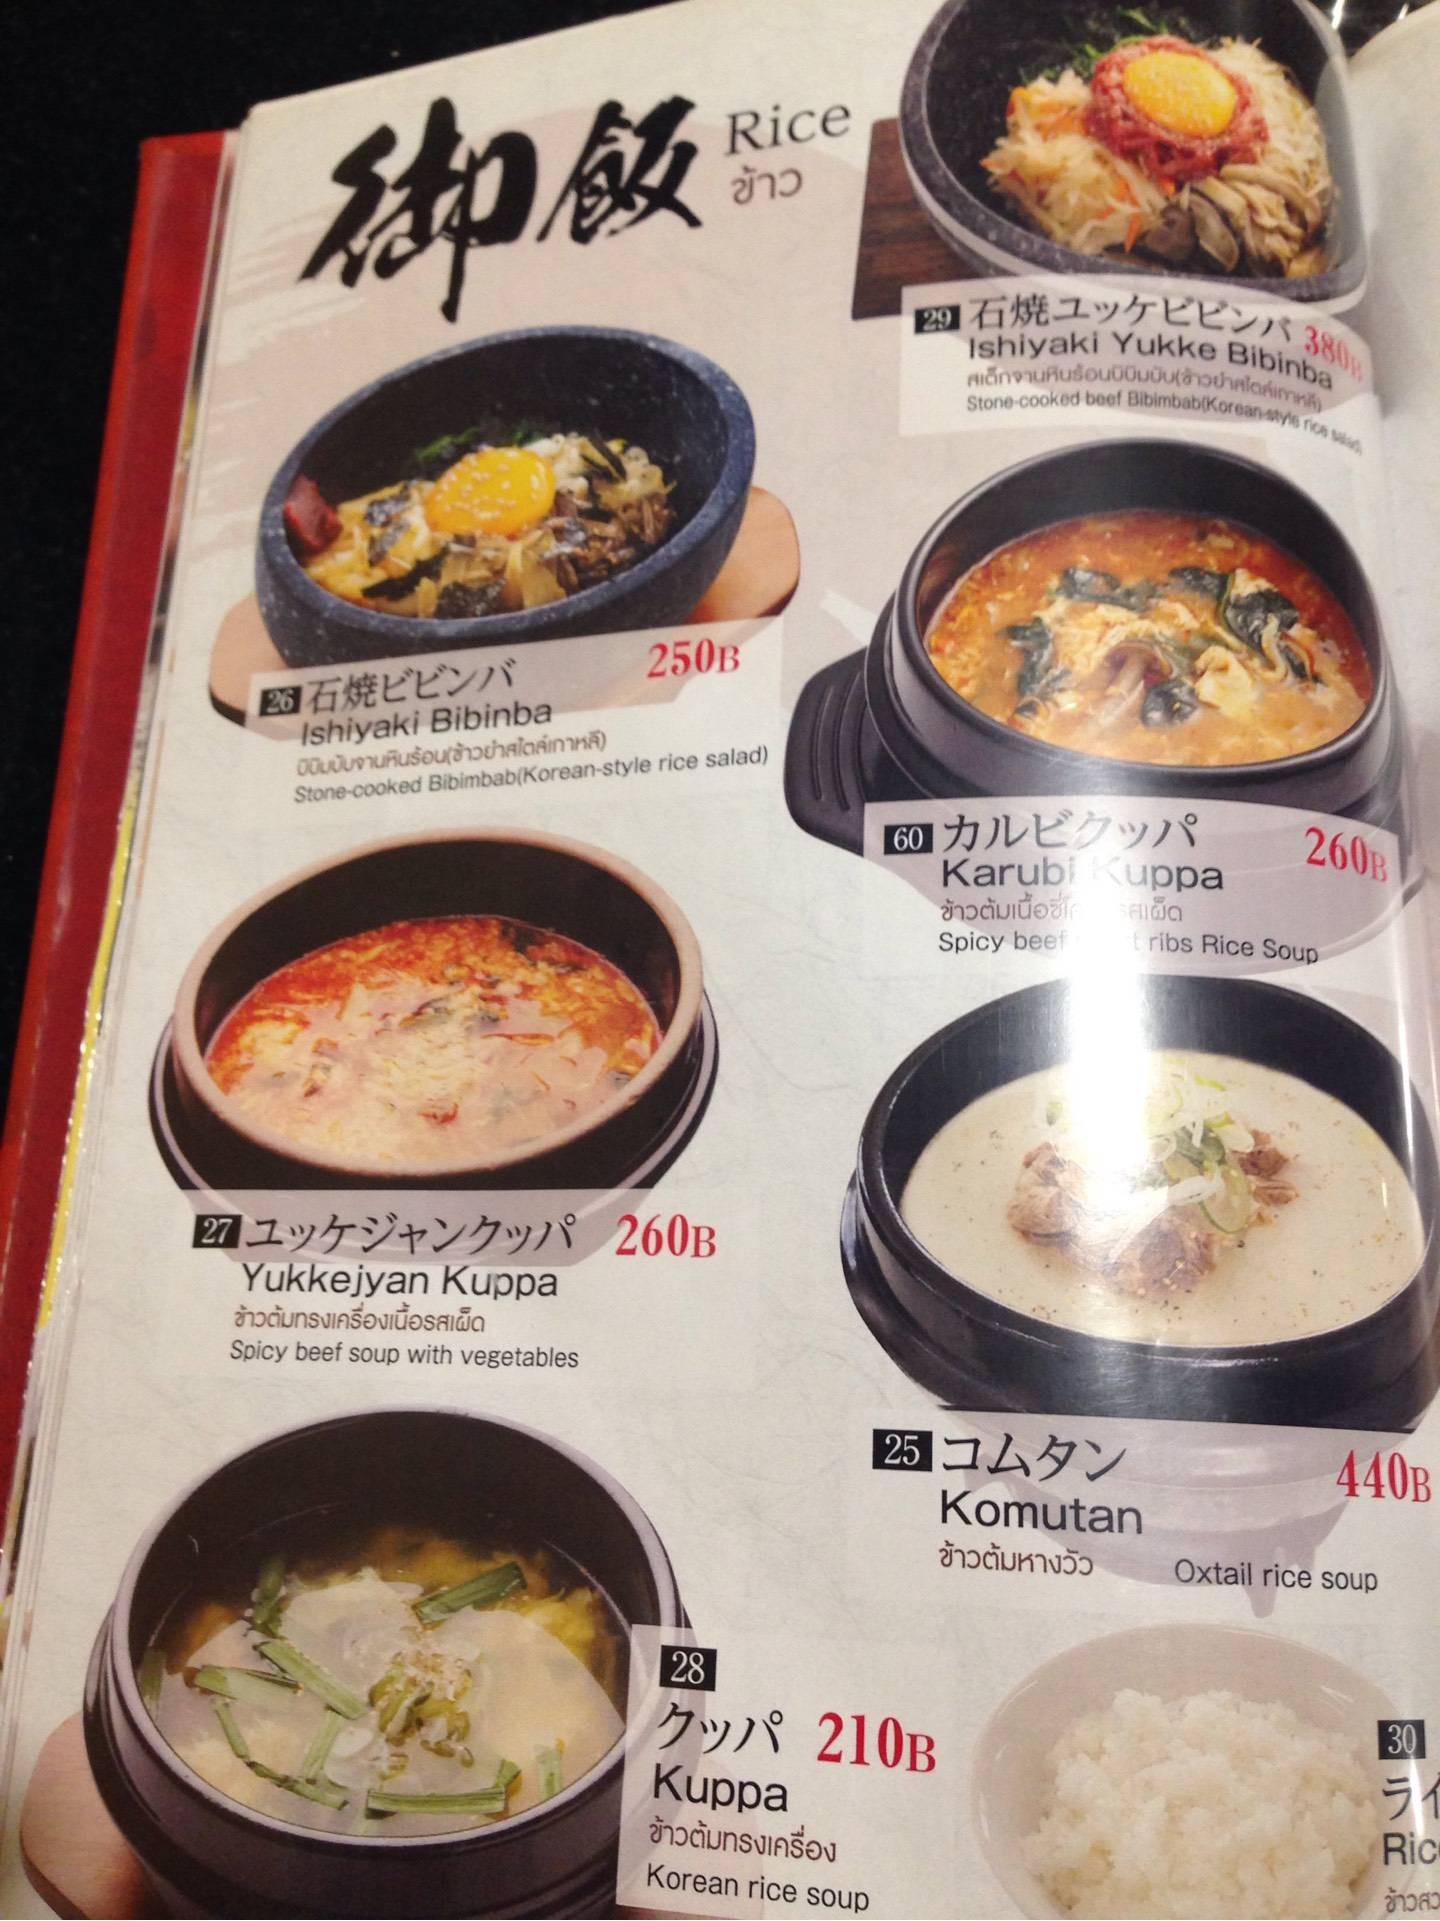 御飯
Rice
ข้าว
29 石焼ユッケビビンバ 380B
Ishiyaki Yukke Bibinba
สเต็กจานหินร้อนบิบิมบับ(ข้าวยำสไตล์เกาหลี)
Stone-cooked beef Bibimbab(Korean-style rice salad)
26 石焼ビビンバ 250B
Ishiyaki Bibinba
บิบิมบับจานหินร้อน(ข้าวยำสไตล์เกาหลี)
Stone-cooked Bibimbab(Korean-style rice salad)
60 カルビクッパ 260B
Karubi Kuppa
ข้าวต้มเนื้อซี่โครงรสเผ็ด
Spicy beef ribs Rice Soup
27 ユッケジャンクッパ 260B
Yukkejyan Kuppa
ข้าวต้มทรงเครื่องเนื้อรสเผ็ด
Spicy beef soup with vegetables
25 コムタン 440B
Komutan
ข้าวต้มหางวัว Oxtail rice soup
28
クッパ 210B
Kuppa
ข้าวต้มทรงเครื่อง
Korean rice soup
30